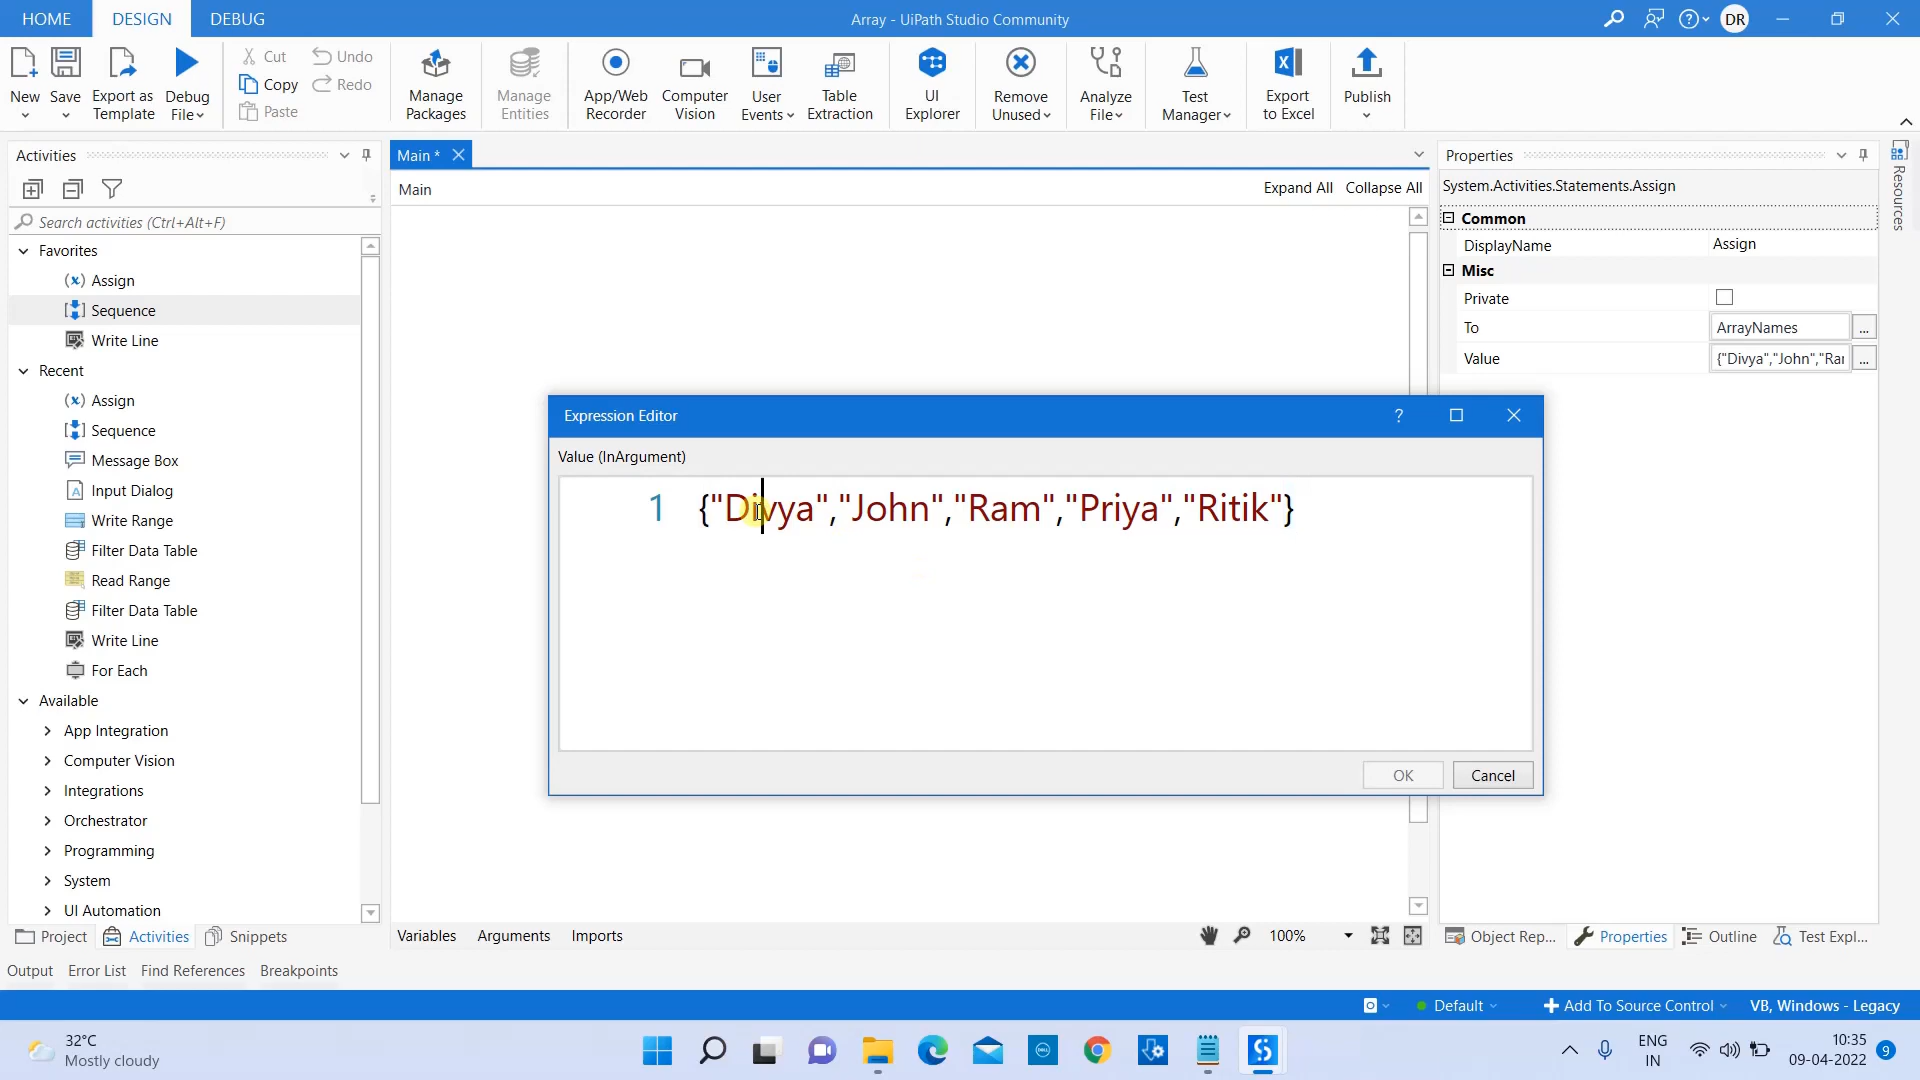 HOME DESIGN DEBUG Array - UiPath Studio Community DR
New Save Export as Template Debug File Cut Copy Paste Undo Redo Manage Packages Manage Entities App/Web Recorder Computer Vision User Events Table Extraction UI Explorer Remove Unused Analyze File Test Manager Export to Excel Publish
Activities
Search activities (Ctrl+Alt+F)
Favorites
Assign
Sequence
Write Line
Recent
Assign
Sequence
Message Box
Input Dialog
Write Range
Filter Data Table
Read Range
Filter Data Table
Write Line
For Each
Available
App Integration
Computer Vision
Integrations
Orchestrator
Programming
System
UI Automation
Project Activities Snippets
Main *
Main Expand All Collapse All
Expression Editor ?
Value (InArgument)
1 {"Divya","John","Ram","Priya","Ritik"}
OK Cancel
Variables Arguments Imports 100%
Properties
System.Activities.Statements.Assign
Common
DisplayName Assign
Misc
Private
To ArrayNames ...
Value {"Divya","John","Rar ...
Resources
Object Rep... Properties Outline Test Expl...
Output Error List Find References Breakpoints
Default Add To Source Control VB, Windows - Legacy
32°C
Mostly cloudy
ENG
IN
10:35
09-04-2022
9